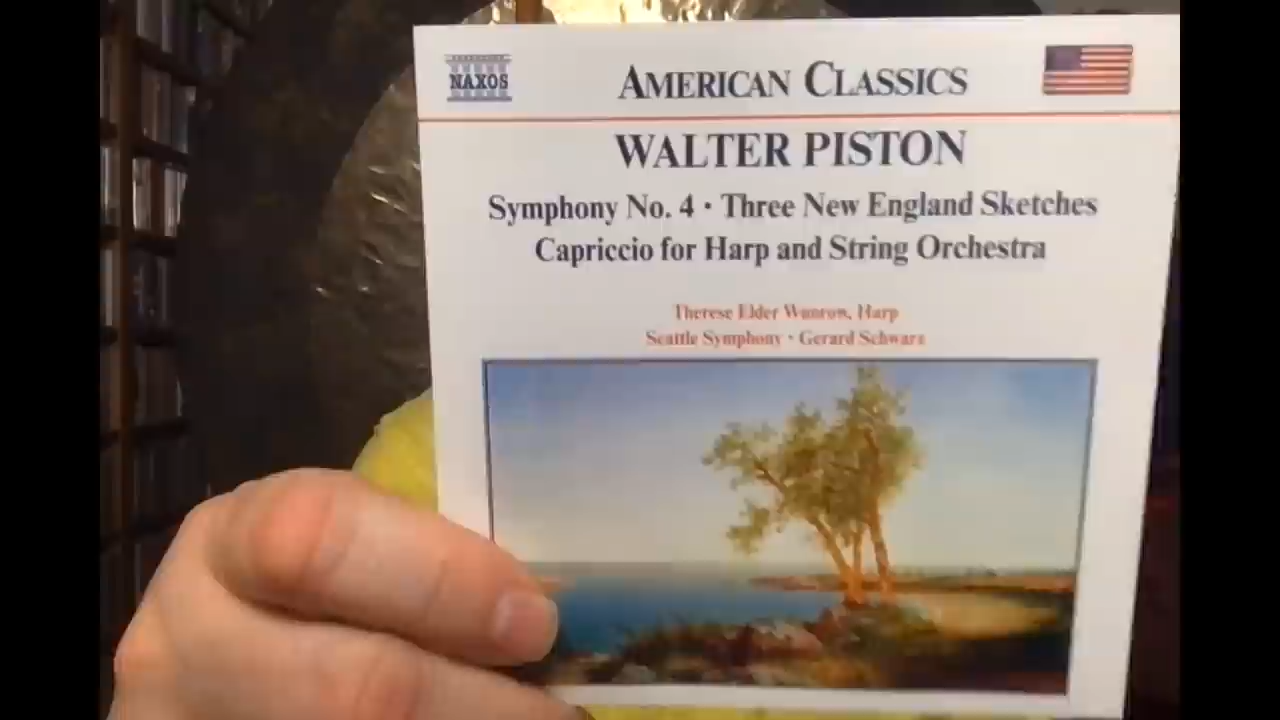 NAXOS
AMERICAN CLASSICS
WALTER PISTON
Symphony No. 4 · Three New England Sketches
Capriccio for Harp and String Orchestra
Therese Elder Wunrow, Harp
Seattle Symphony · Gerard Schwarz